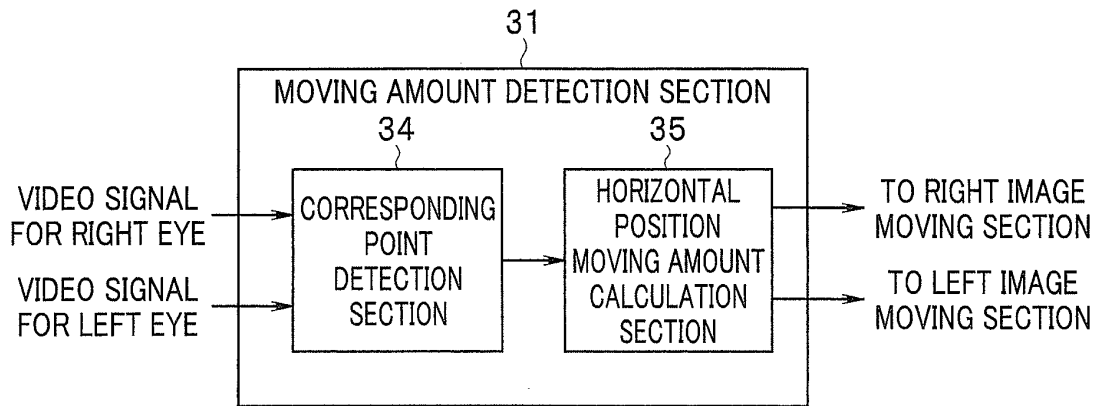 31
MOVING AMOUNT DETECTION SECTION
34
35
VIDEO SIGNAL
FOR RIGHT EYE
VIDEO SIGNAL
FOR LEFT EYE
CORRESPONDING
POINT
DETECTION
SECTION
HORIZONTAL
POSITION
MOVING AMOUNT
CALCULATION
SECTION
TO RIGHT IMAGE
MOVING SECTION
TO LEFT IMAGE
MOVING SECTION